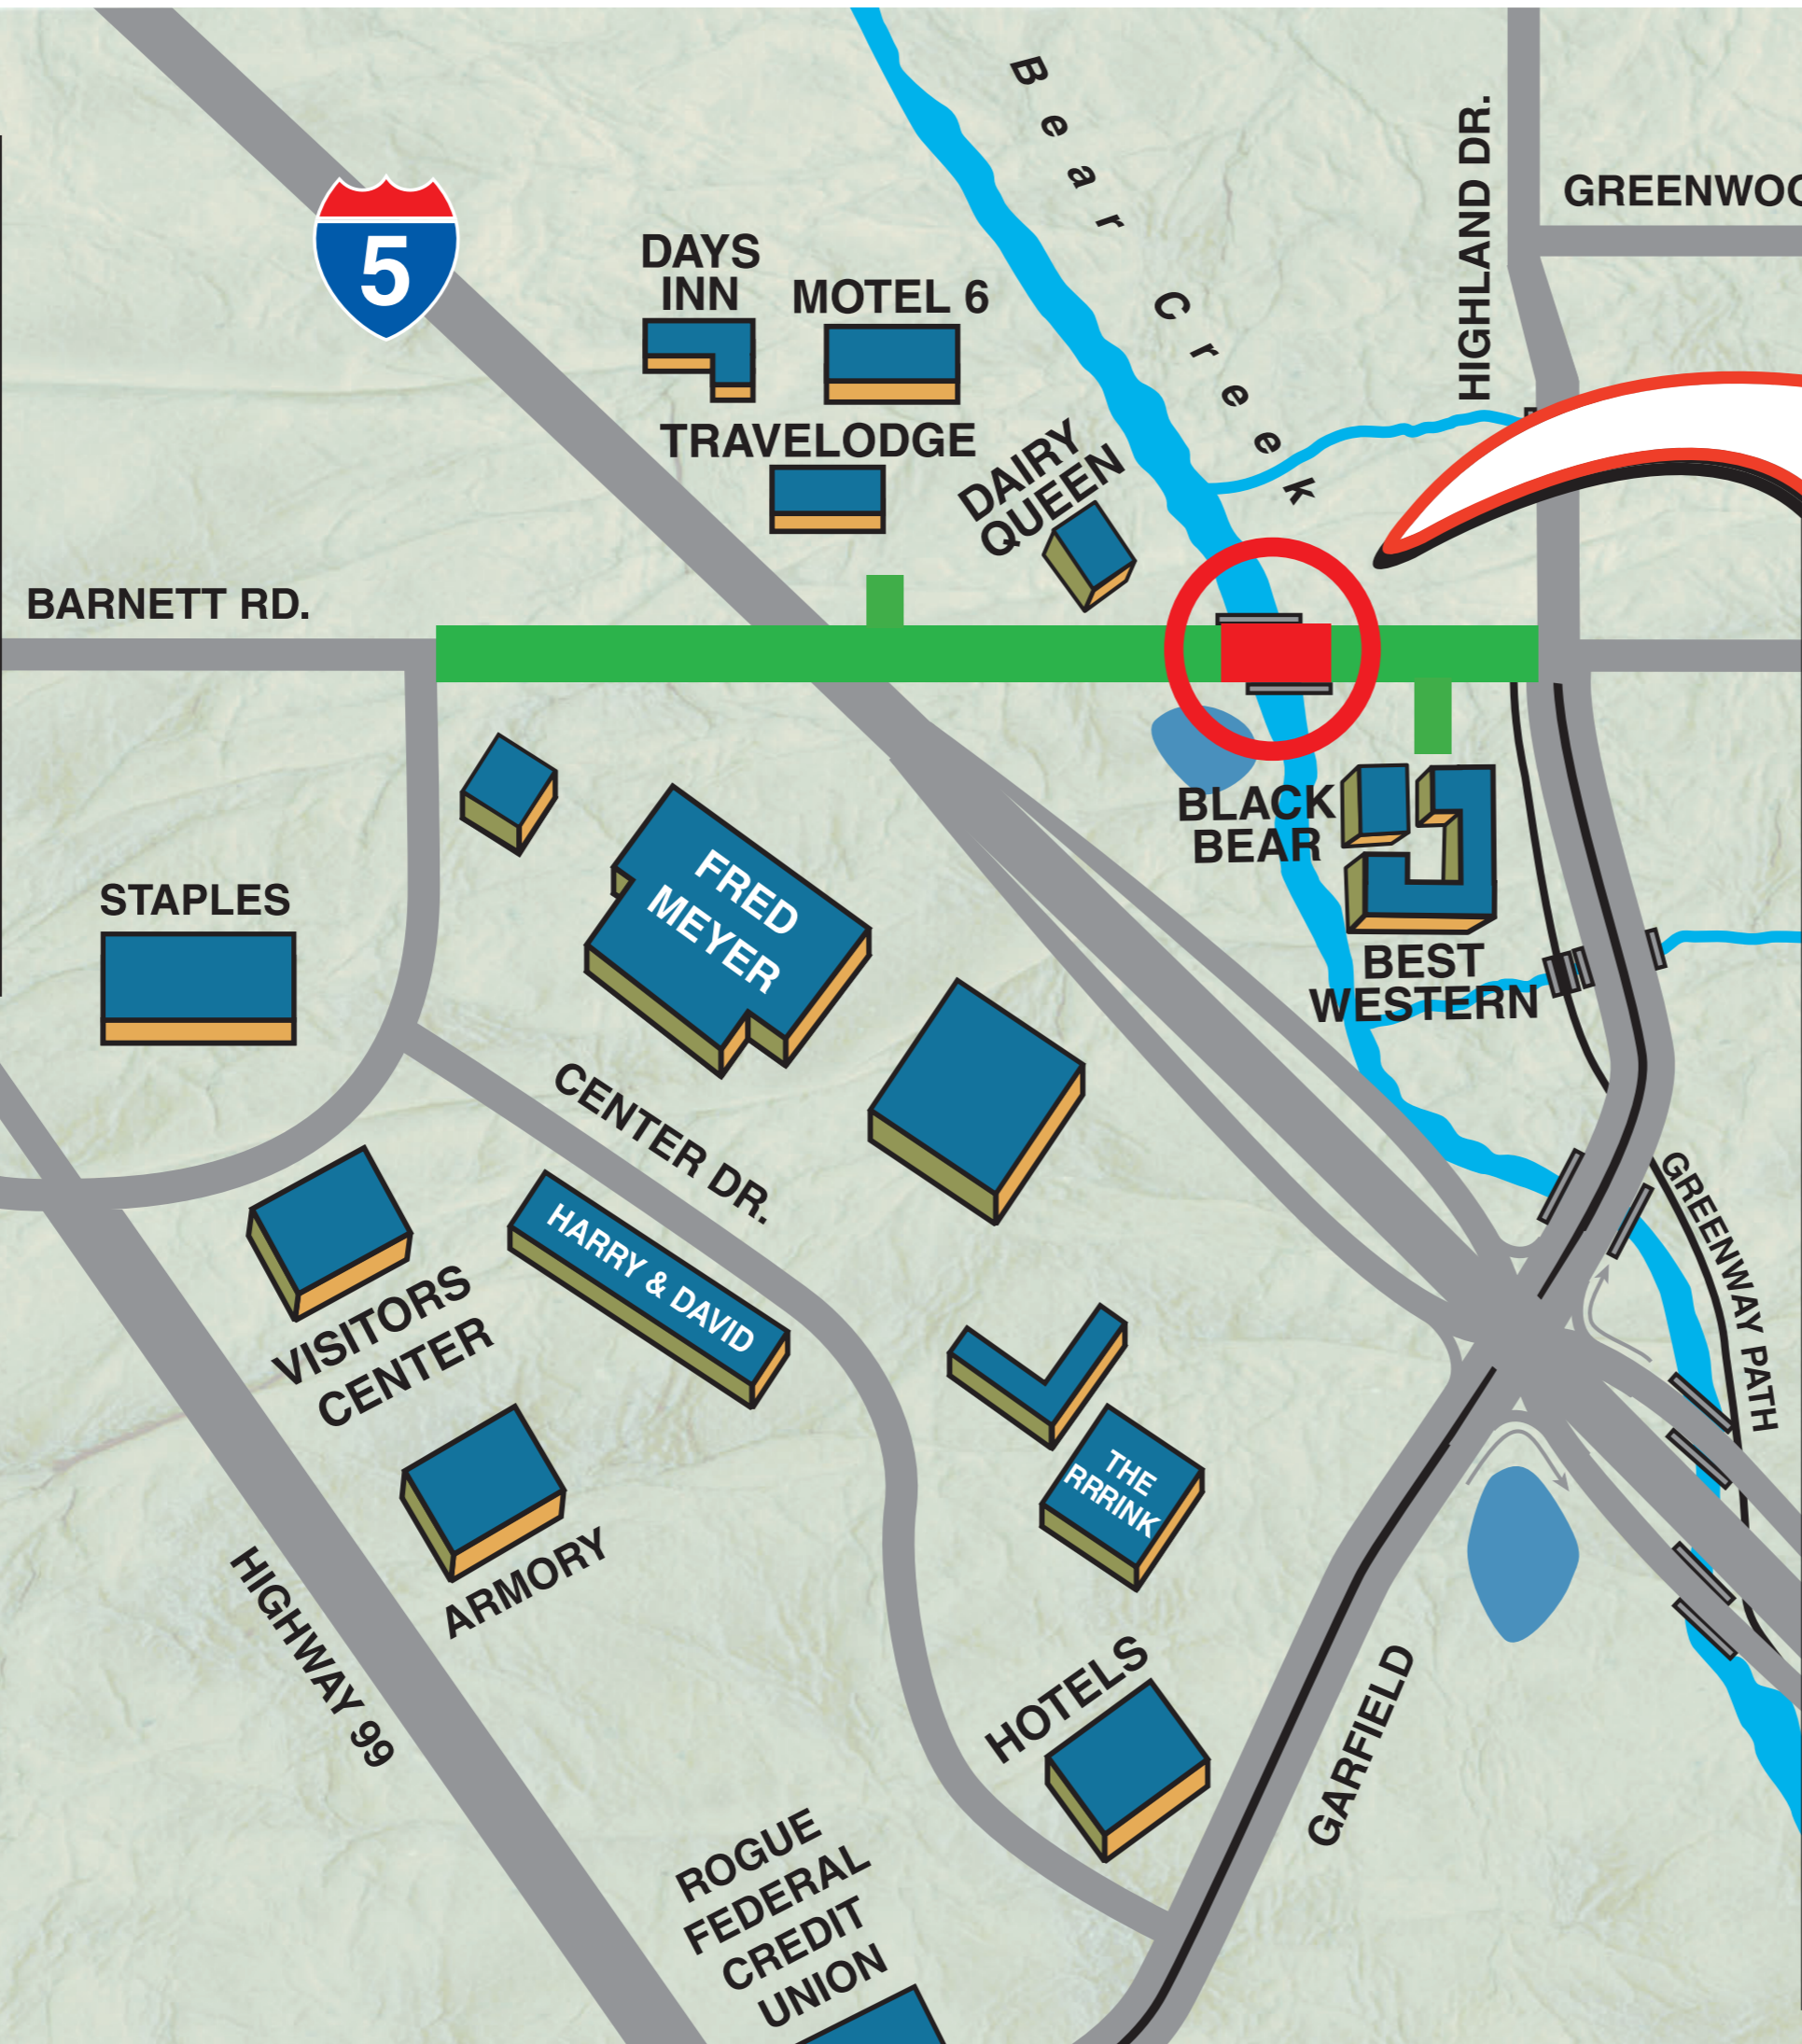 Bear Creek
HIGHLAND DR.
5
DAYS
INN
MOTEL 6
TRAVELODGE
DAIRY
QUEEN
BARNETT RD.
BLACK
BEAR
BEST
WESTERN
STAPLES
FRED
MEYER
CENTER DR.
HARRY & DAVID
VISITORS
CENTER
GREENWAY PATH
THE
RRRINK
ARMORY
HIGHWAY 99
HOTELS
GARFIELD
ROGUE
FEDERAL
CREDIT
UNION